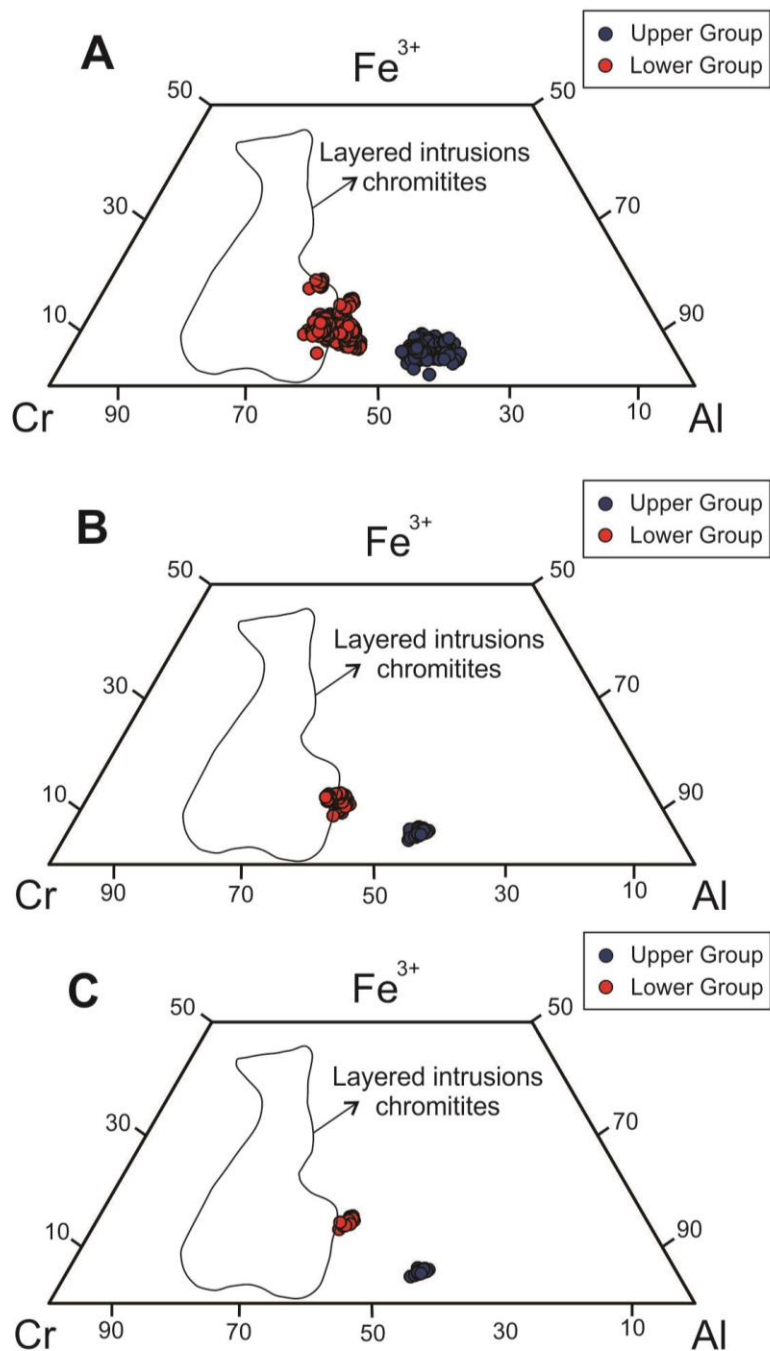 A
Fe3+
Upper Group
Lower Group
50
50
Layered intrusions
chromitites
30
70
10
90
Cr
90
70
50
30
10
Al
B
Fe3+
Upper Group
Lower Group
50
50
Layered intrusions
chromitites
30
70
10
90
Cr
90
70
50
30
10
Al
C
Fe3+
Upper Group
Lower Group
50
50
Layered intrusions
chromitites
30
70
10
90
Cr
90
70
50
30
10
Al